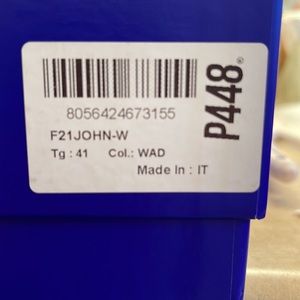 8056424673155
F21JOHN-W
Tg : 41 Col.: WAD
Made In : IT
P448®